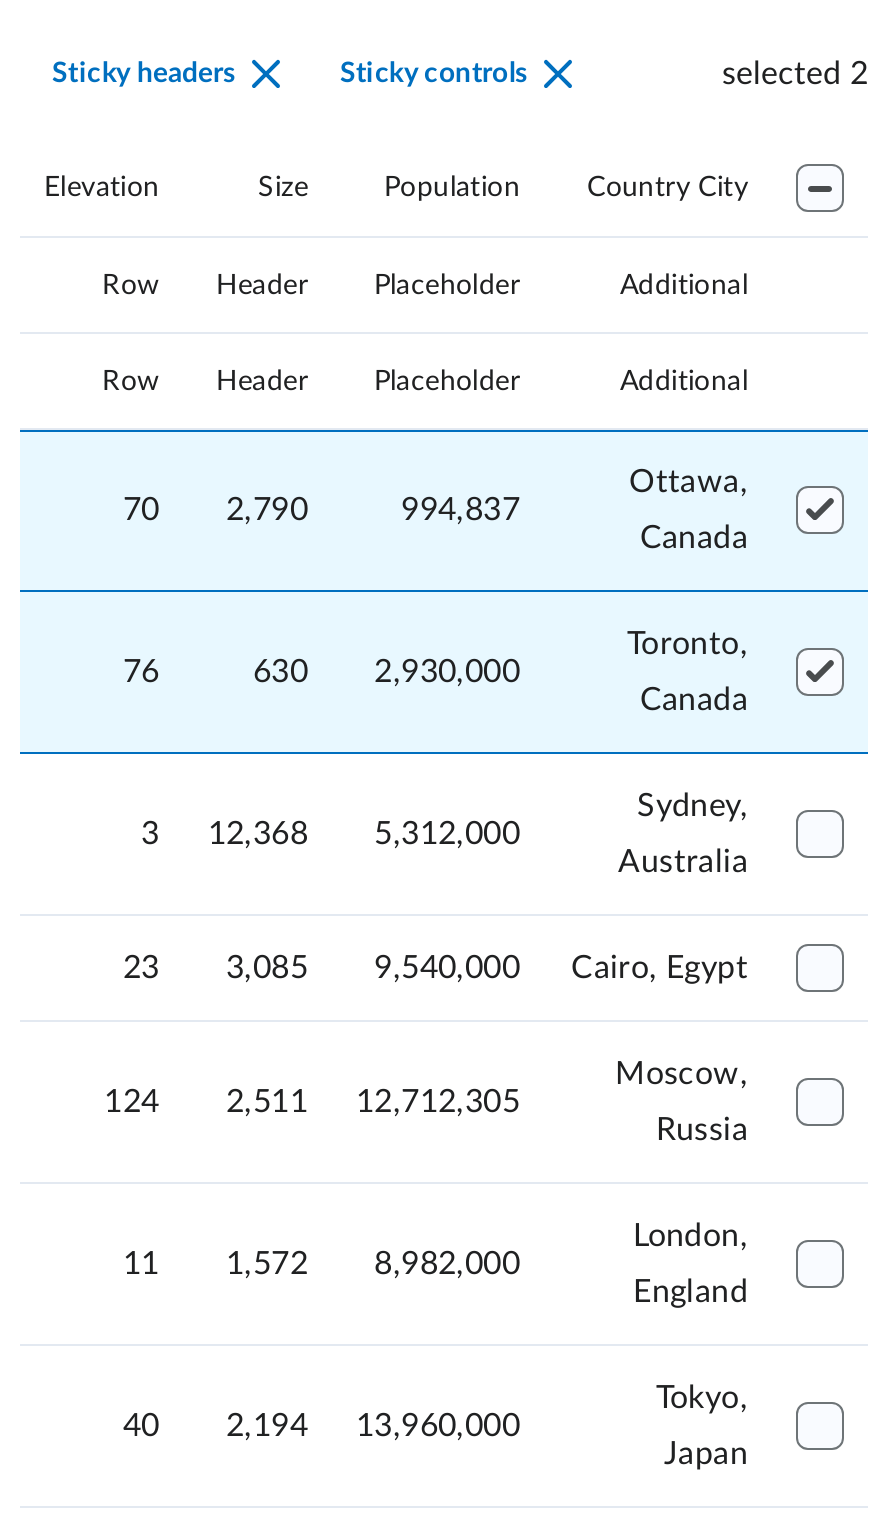 Sticky headers Sticky controls selected 2
Elevation Size Population Country City
Row Header Placeholder Additional
Row Header Placeholder Additional
70 2,790 994,837 Ottawa,
Canada
76 630 2,930,000 Toronto,
Canada
3 12,368 5,312,000 Sydney,
Australia
23 3,085 9,540,000 Cairo, Egypt
124 2,511 12,712,305 Moscow,
Russia
11 1,572 8,982,000 London,
England
40 2,194 13,960,000 Tokyo,
Japan